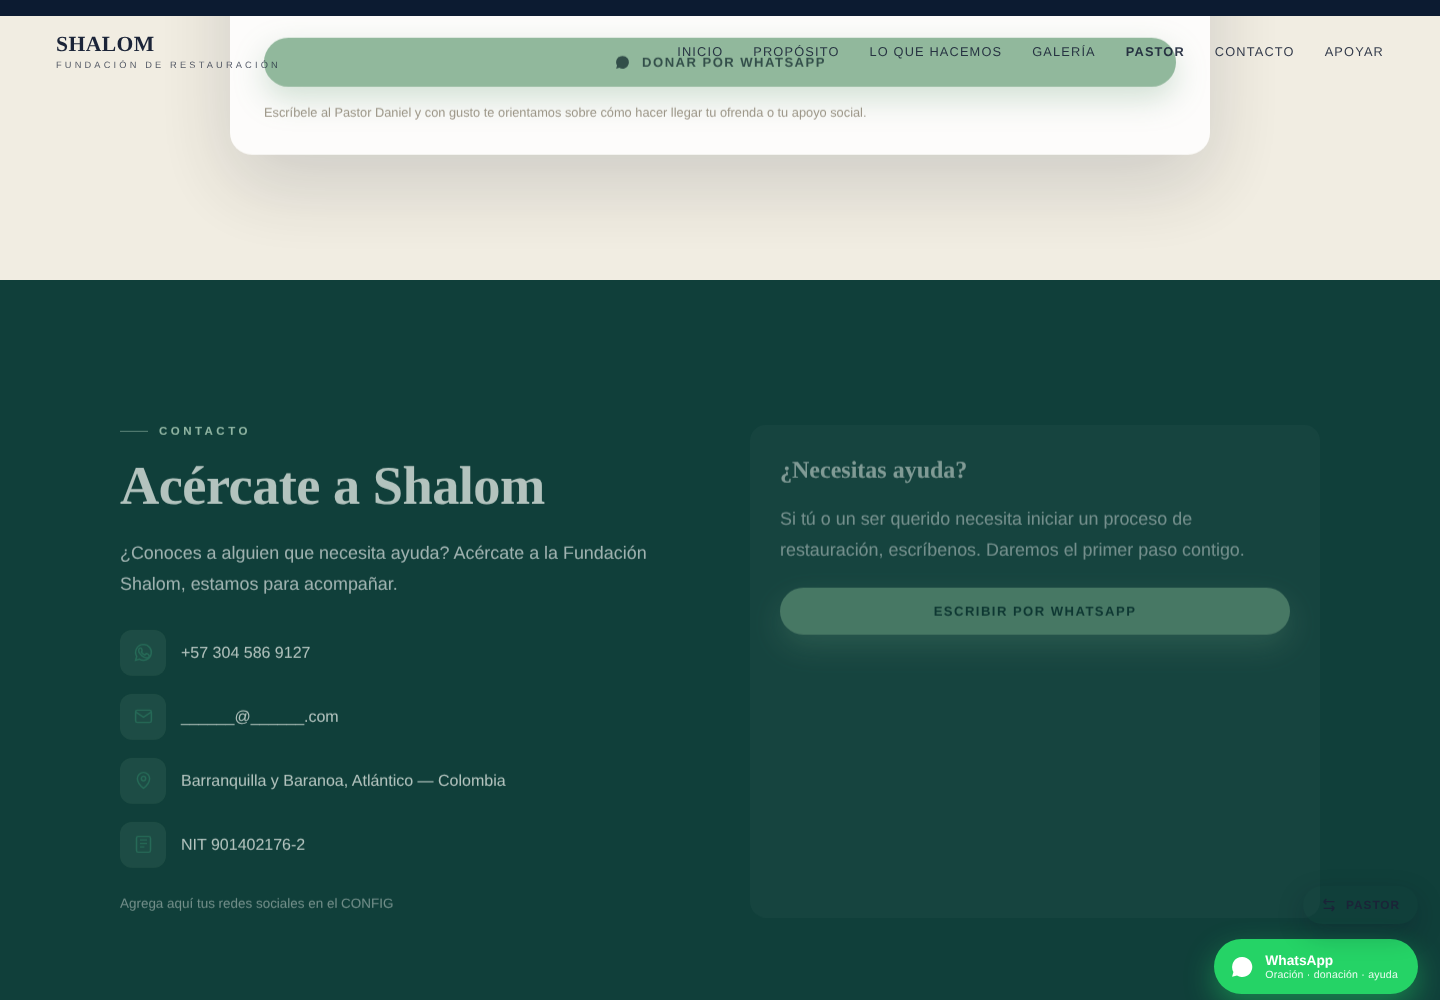 SHALOM
FUNDACIÓN DE RESTAURACIÓN
INICIO PROPÓSITO LO QUE HACEMOS GALERÍA PASTOR CONTACTO APOYAR
DONAR POR WHATSAPP
Escríbele al Pastor Daniel y con gusto te orientamos sobre cómo hacer llegar tu ofrenda o tu apoyo social.
CONTACTO
Acércate a Shalom
¿Conoces a alguien que necesita ayuda? Acércate a la Fundación
Shalom, estamos para acompañar.
+57 304 586 9127
______@______.com
Barranquilla y Baranoa, Atlántico — Colombia
NIT 901402176-2
Agrega aquí tus redes sociales en el CONFIG
¿Necesitas ayuda?
Si tú o un ser querido necesita iniciar un proceso de
restauración, escríbenos. Daremos el primer paso contigo.
ESCRIBIR POR WHATSAPP
PASTOR
WhatsApp
Oración · donación · ayuda